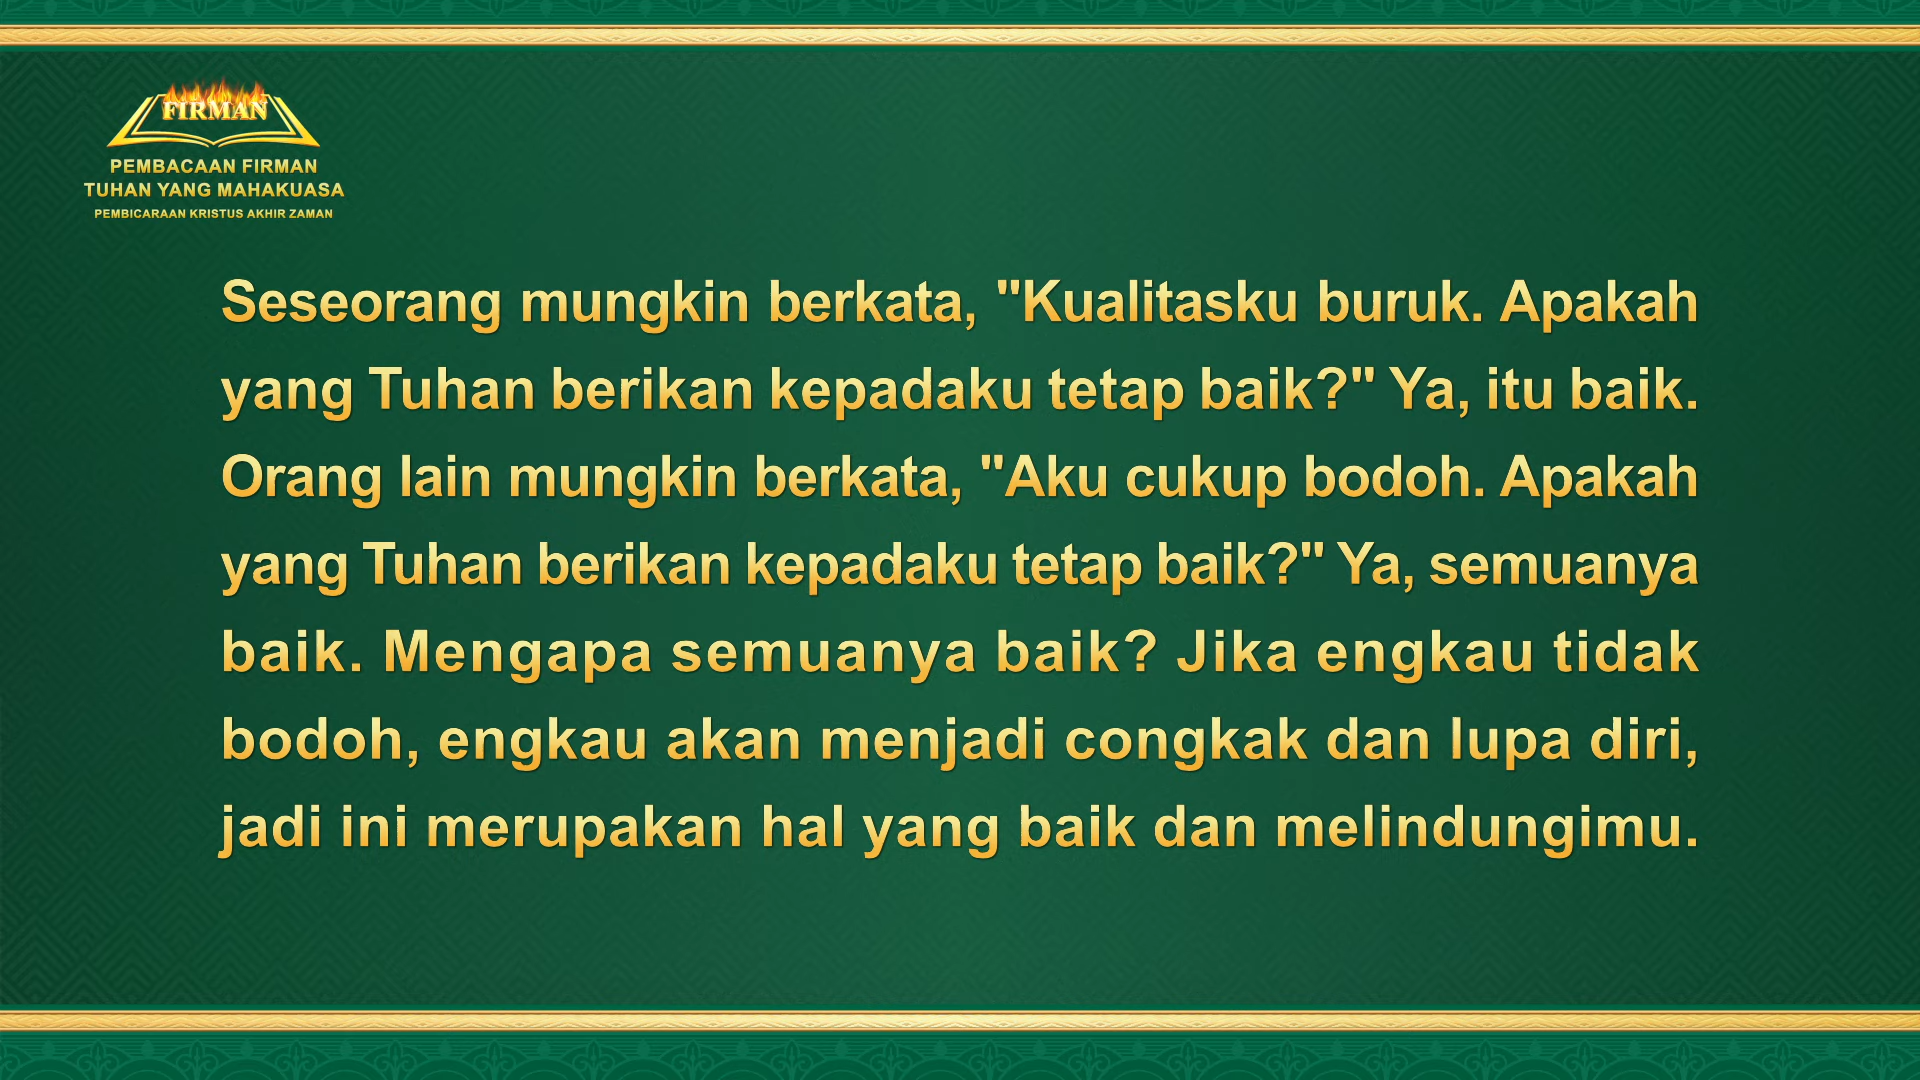 FIRMAN
PEMBACAAN FIRMAN
TUHAN YANG MAHAKUASA
PEMBICARAAN KRISTUS AKHIR ZAMAN
Seseorang mungkin berkata, "Kualitasku buruk. Apakah
yang Tuhan berikan kepadaku tetap baik?" Ya, itu baik.
Orang lain mungkin berkata, "Aku cukup bodoh. Apakah
yang Tuhan berikan kepadaku tetap baik?" Ya, semuanya
baik. Mengapa semuanya baik? Jika engkau tidak
bodoh, engkau akan menjadi congkak dan lupa diri,
jadi ini merupakan hal yang baik dan melindungimu.